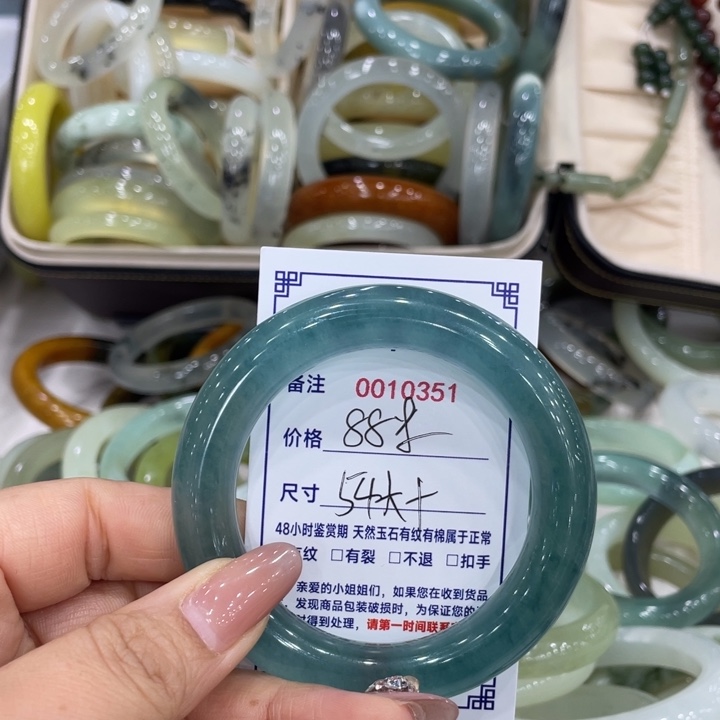 备注 0010351
价格 88
尺寸 54
48小时鉴赏期 天然玉石有纹有棉属于正常
纹 □有裂 □不退 □扣手
亲爱的小姐姐们，如果您在收到货品
发现商品包装破损时，为保证您的
得到处理，请第一时间联系